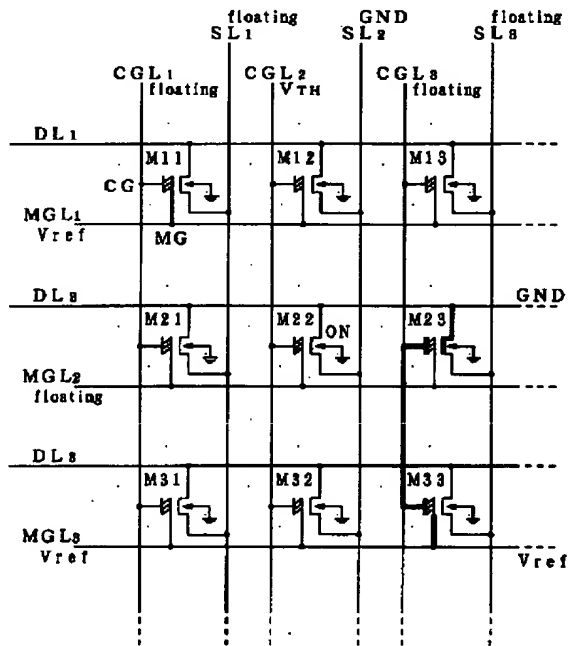 floating GND floating
SL₁ SL₂ SL₃
CGL₁ CGL₂ CGL₃
floating VTH floating
DL₁
M11 M12 M13
CG
MGL₁
Vref MG
DL₂ GND
M21 M22 ON M23
MGL₂
floating
DL₃
M31 M32 M33
MGL₃
Vref Vref